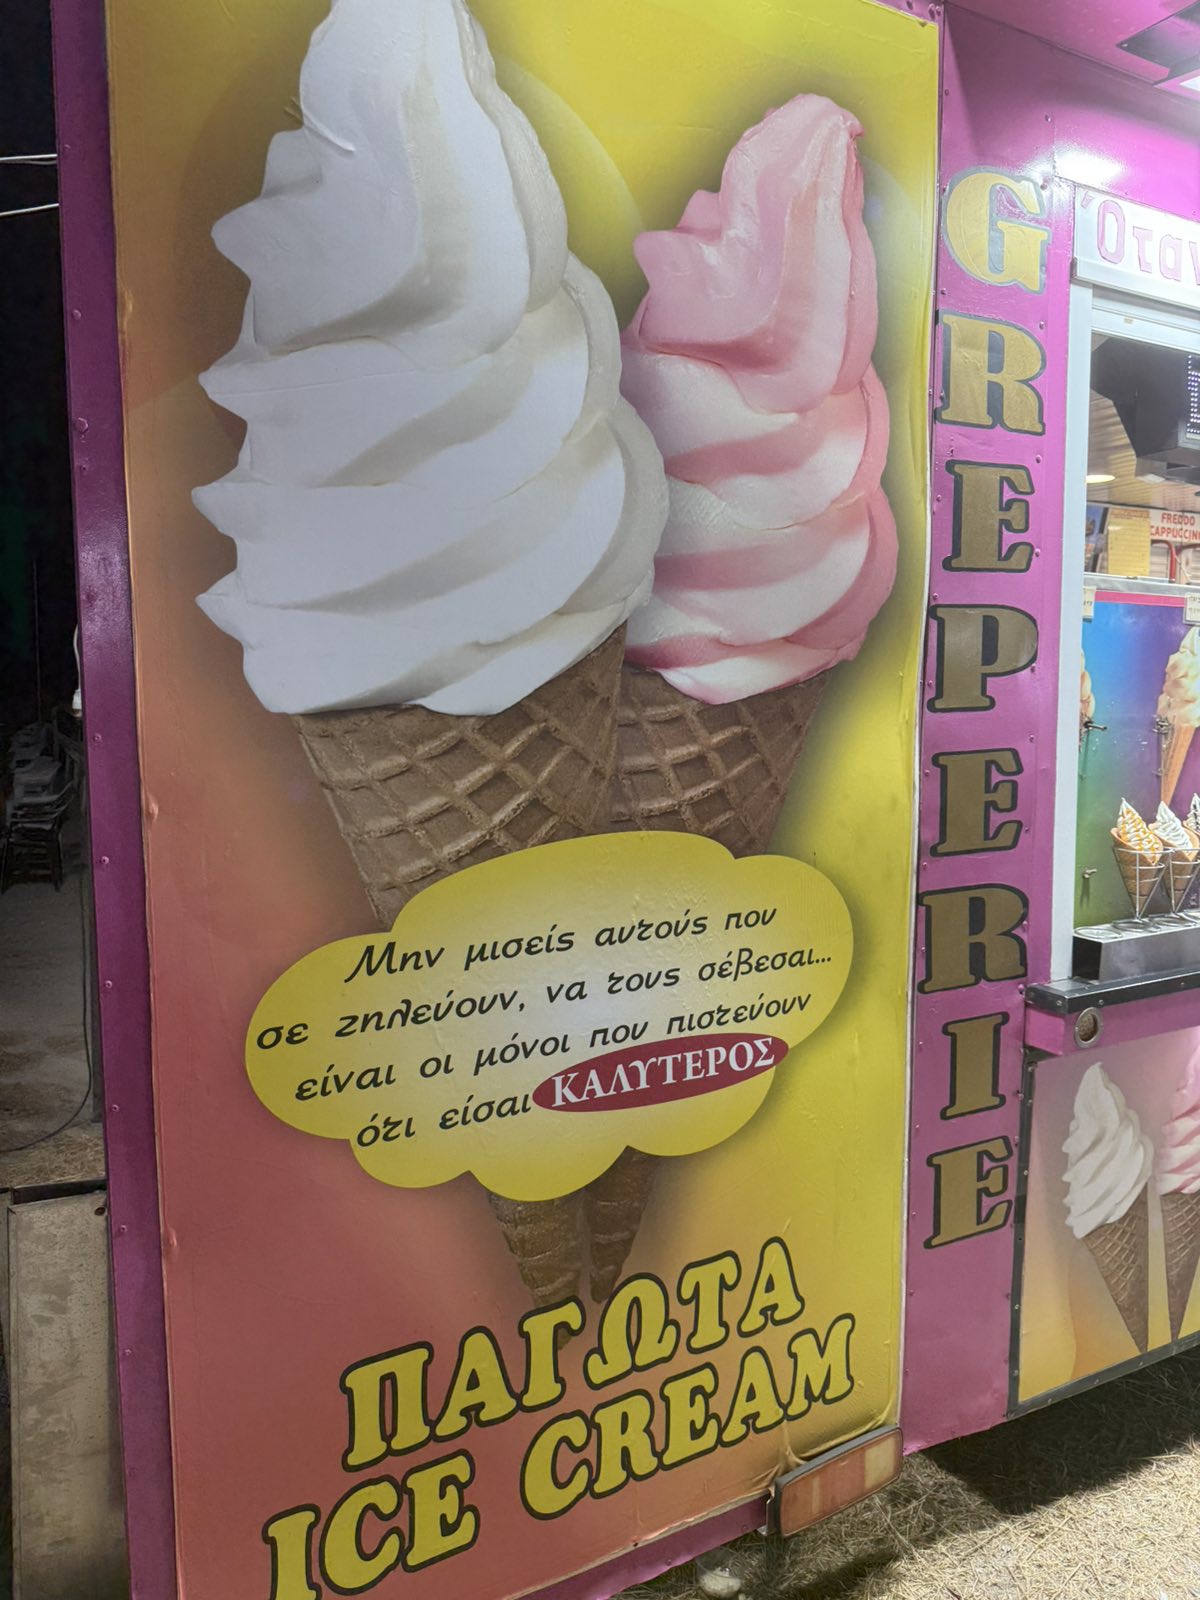 Μην μισείς αυτούς που
σε ζηλεύουν, να τους σέβεσαι...
είναι οι μόνοι που πιστεύουν
ότι είσαι ΚΑΛΥΤΕΡΟΣ
ΠΑΓΩΤΑ
ICE CREAM
GREPERIE
Όταν
FREDDO
CAPPUCCINO